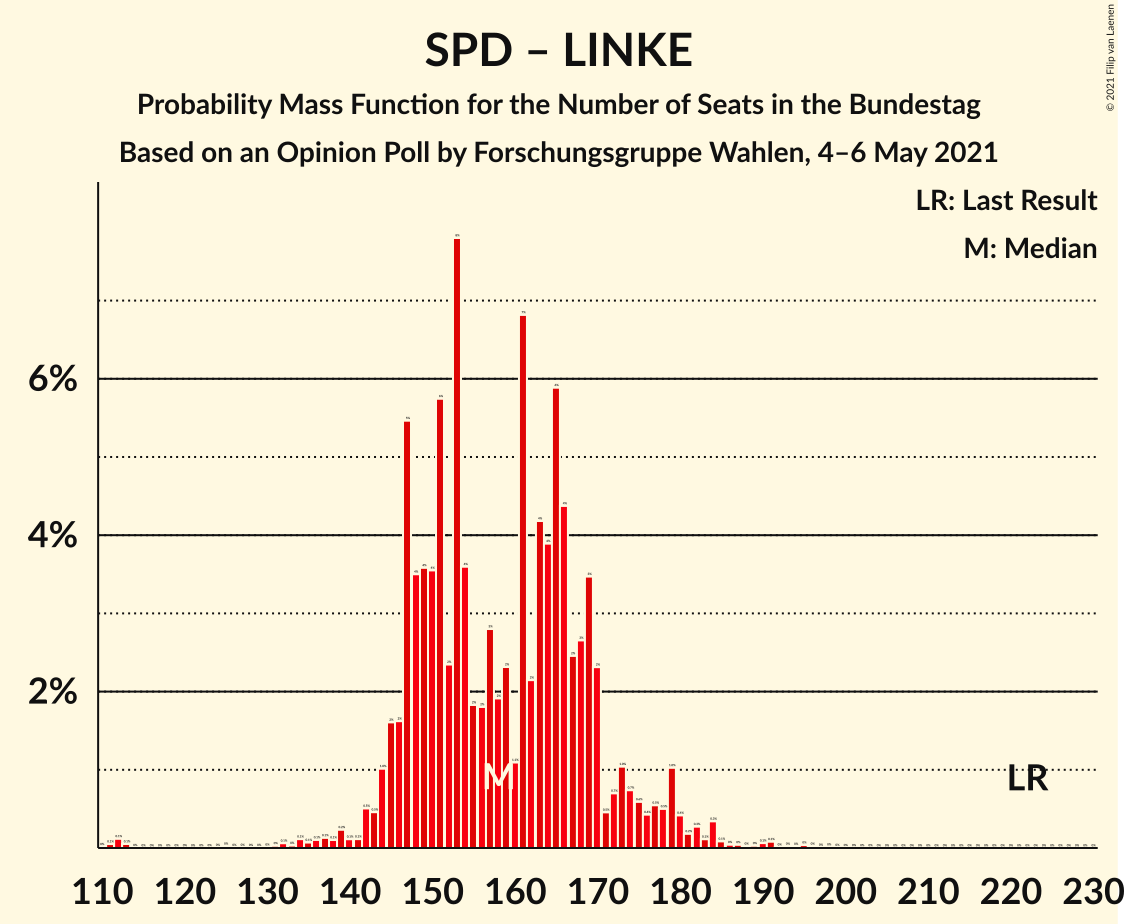 SPD – LINKE
Probability Mass Function for the Number of Seats in the Bundestag
Based on an Opinion Poll by Forschungsgruppe Wahlen, 4–6 May 2021
© 2021 Filip van Laenen
LR: Last Result
M: Median
6%
4%
2%
M
LR
110 120 130 140 150 160 170 180 190 200 210 220 230